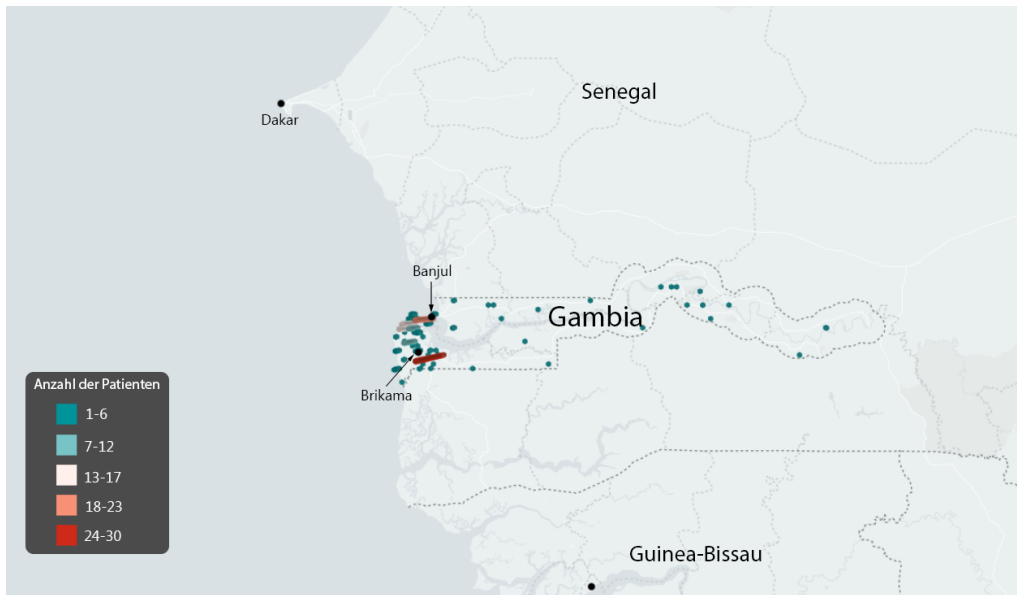 Senegal
Dakar
Banjul
Gambia
Brikama
Anzahl der Patienten
1-6
7-12
13-17
18-23
24-30
Guinea-Bissau